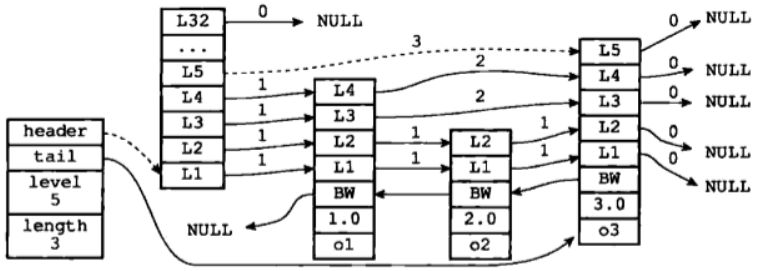 L32 0 NULL
...
L5 3 L5 0 NULL
L4 1 L4 2 L4 0 NULL
L3 1 L3 2 L3 0 NULL
header
tail
level
5
length
3
L2 1 L2 1 L2 1 L2 0 NULL
L1 1 L1 1 L1 1 L1 0 NULL
NULL BW BW BW
1.0 2.0 3.0
o1 o2 o3